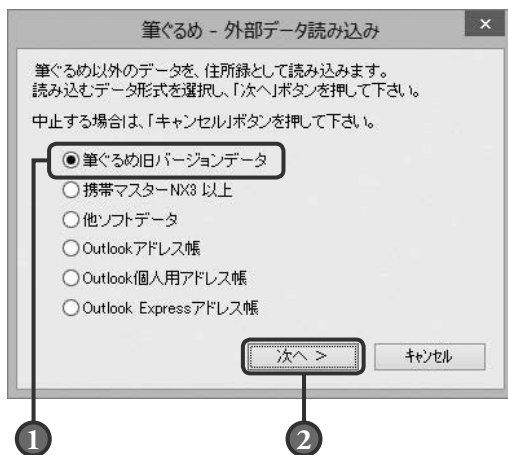 筆ぐるめ - 外部データ読み込み
×
筆ぐるめ以外のデータを、住所録として読み込みます。
読み込むデータ形式を選択し、「次へ」ボタンを押して下さい。
中止する場合は、「キャンセル」ボタンを押して下さい。
筆ぐるめ旧バージョンデータ
携帯マスターNX3 以上
他ソフトデータ
Outlookアドレス帳
Outlook個人用アドレス帳
Outlook Expressアドレス帳
次へ > キャンセル
1 2